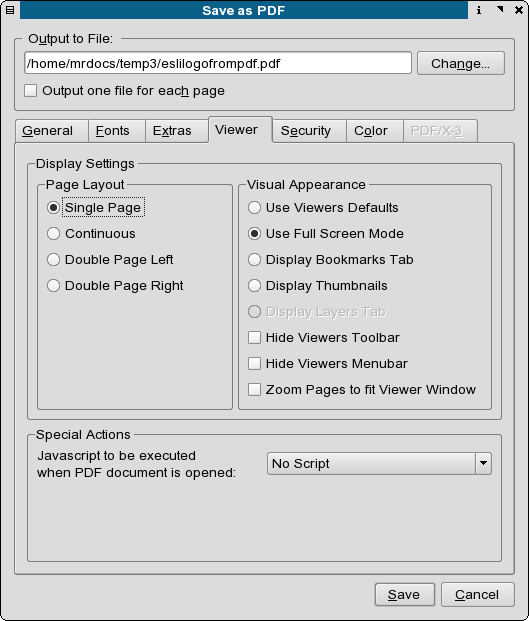 Save as PDF
Output to File:
/home/mrdocs/temp3/eslilogofrompdf.pdf
Change...
Output one file for each page
General Fonts Extras Viewer Security Color PDF/X-3
Display Settings
Page Layout
Single Page
Continuous
Double Page Left
Double Page Right
Visual Appearance
Use Viewers Defaults
Use Full Screen Mode
Display Bookmarks Tab
Display Thumbnails
Display Layers Tab
Hide Viewers Toolbar
Hide Viewers Menubar
Zoom Pages to fit Viewer Window
Special Actions
Javascript to be executed
when PDF document is opened:
No Script
Save Cancel